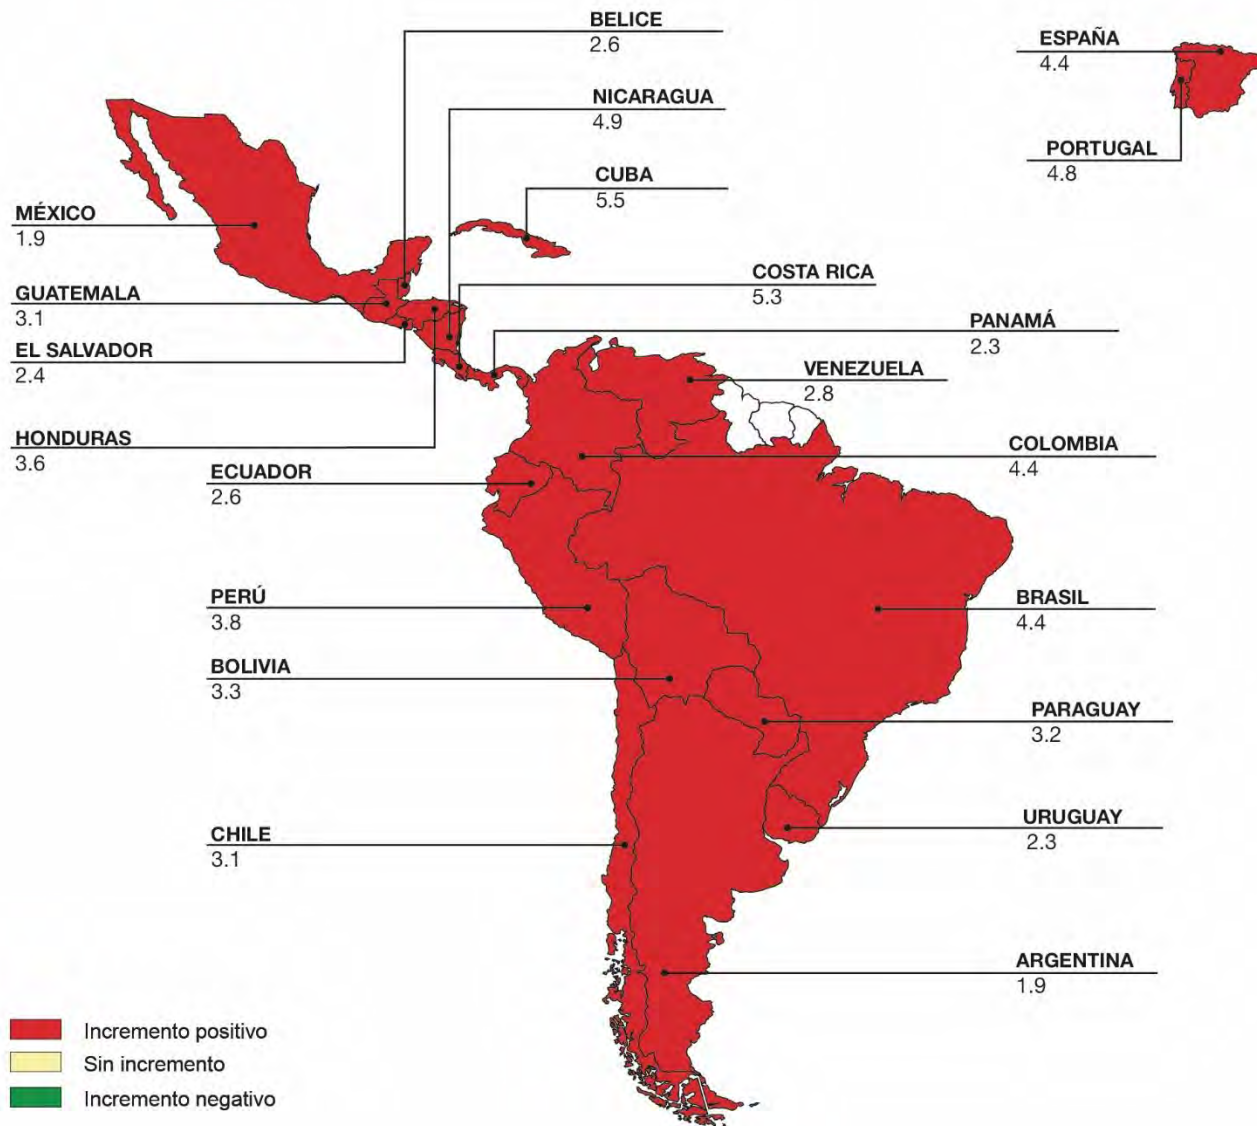 BELICE
2.6
ESPAÑA
4.4
NICARAGUA
4.9
PORTUGAL
4.8
CUBA
5.5
MÉXICO
1.9
COSTA RICA
5.3
GUATEMALA
3.1
PANAMÁ
2.3
EL SALVADOR
2.4
VENEZUELA
2.8
HONDURAS
3.6
COLOMBIA
4.4
ECUADOR
2.6
PERÚ
3.8
BRASIL
4.4
BOLIVIA
3.3
PARAGUAY
3.2
URUGUAY
2.3
CHILE
3.1
ARGENTINA
1.9
Incremento positivo
Sin incremento
Incremento negativo